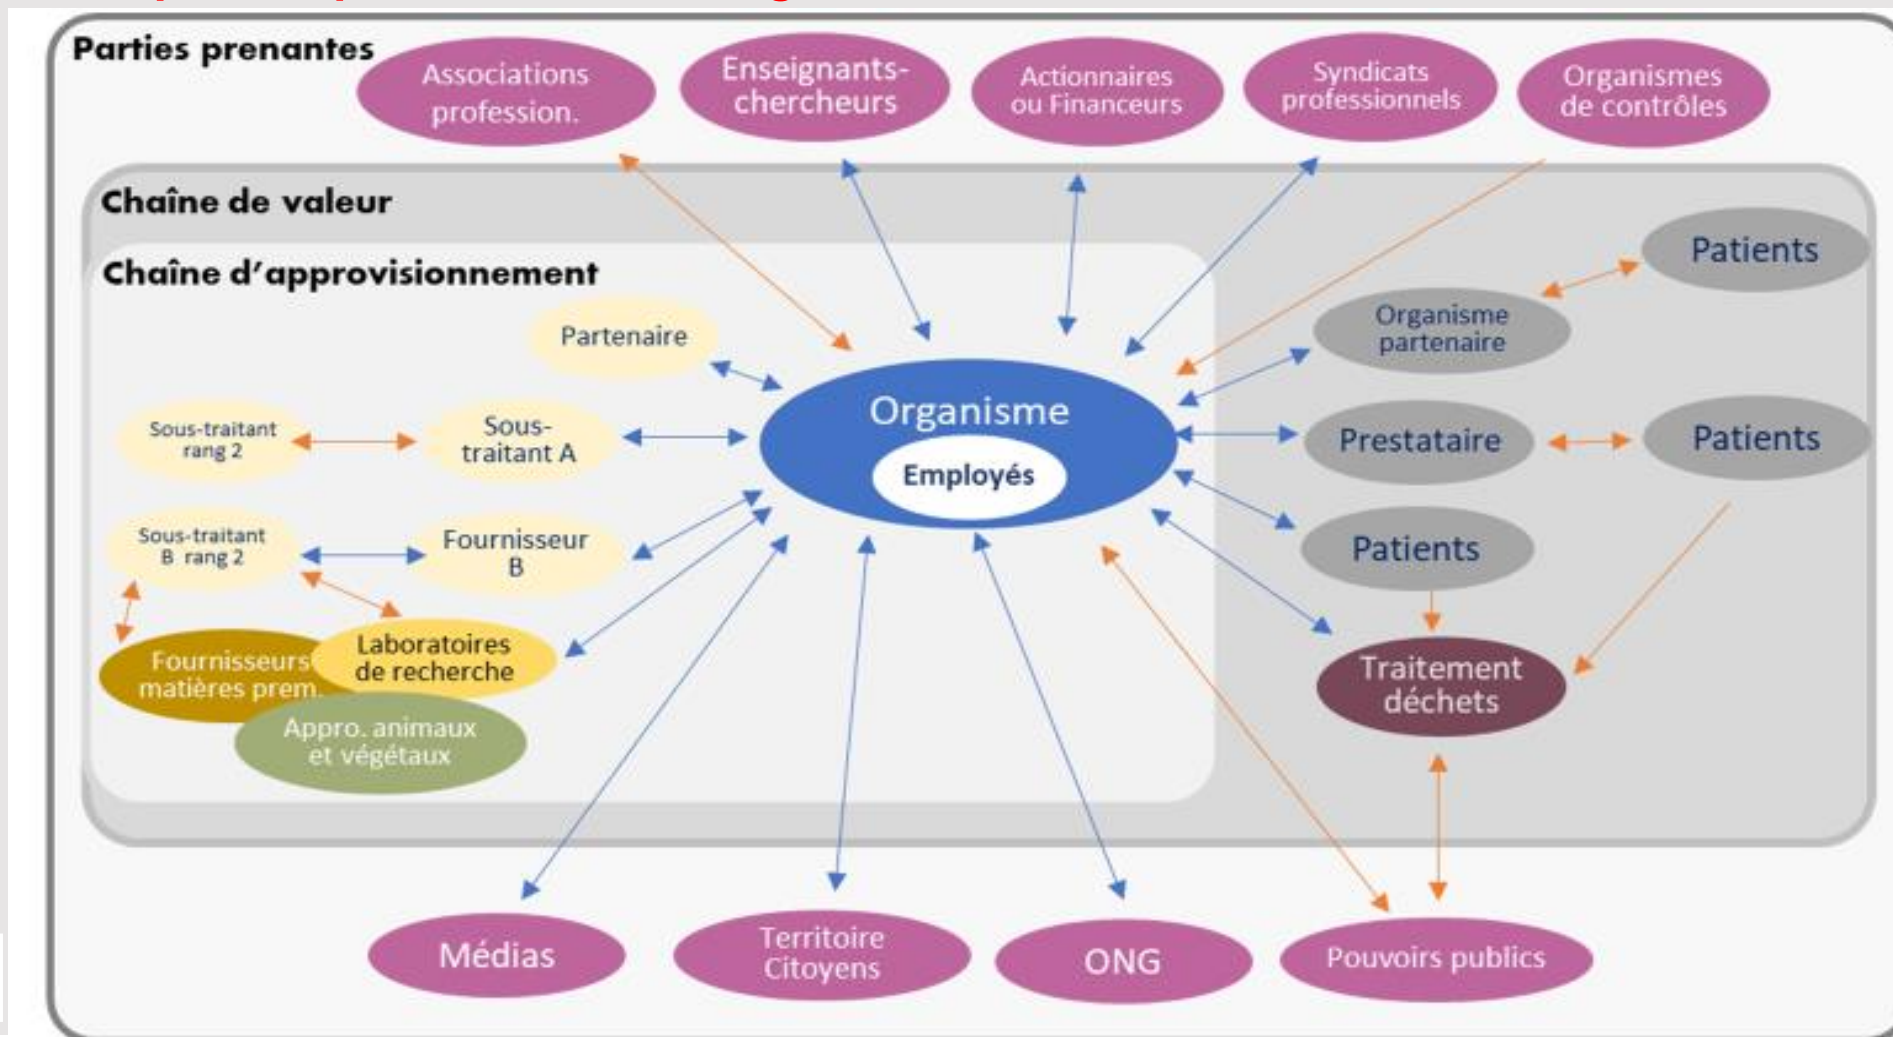 Parties prenantes
Associations
profession.
Enseignants-
chercheurs
Actionnaires
ou Financeurs
Syndicats
professionnels
Organismes
de contrôles
Chaîne de valeur
Chaîne d'approvisionnement
Patients
Organisme
partenaire
Partenaire
Organisme
Employés
Sous-traitant
rang 2
Sous-
traitant A
Prestataire
Patients
Sous-traitant
B rang 2
Fournisseur
B
Patients
Fournisseurs
matières prem.
Laboratoires
de recherche
Appro. animaux
et végétaux
Traitement
déchets
Médias
Territoire
Citoyens
ONG
Pouvoirs publics